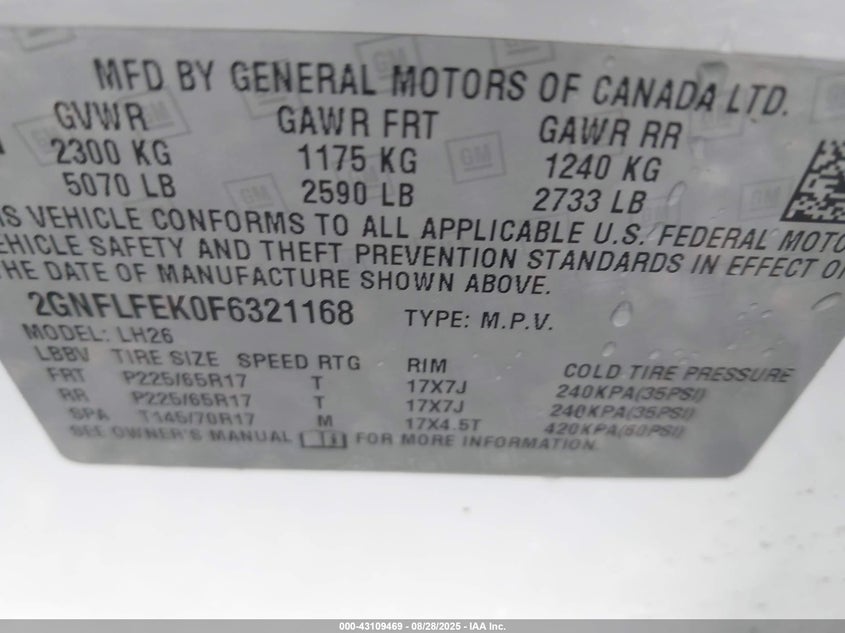 MFD BY GENERAL MOTORS OF CANADA LTD.
GVWR GAWR FRT GAWR RR
2300 KG 1175 KG 1240 KG
5070 LB 2590 LB 2733 LB
VEHICLE CONFORMS TO ALL APPLICABLE U.S. FEDERAL
SAFETY AND THEFT PREVENTION STANDARDS IN EFFECT
THE DATE OF MANUFACTURE SHOWN ABOVE.
2GNFLFEK0F6321168 TYPE: M.P.V.
MODEL: LH26
LBBV TIRE SIZE SPEED RTG RIM COLD TIRE PRESSURE
FRT P225/65R17 T 17X7J 240KPA(35PSI)
RR P225/65R17 T 17X7J 240KPA(35PSI)
SPA T145/70R17 M 17X4.5T 420KPA(60PSI)
SEE OWNER'S MANUAL FOR MORE INFORMATION.
000-43109469 | 08/28/2025 - IAA Inc.